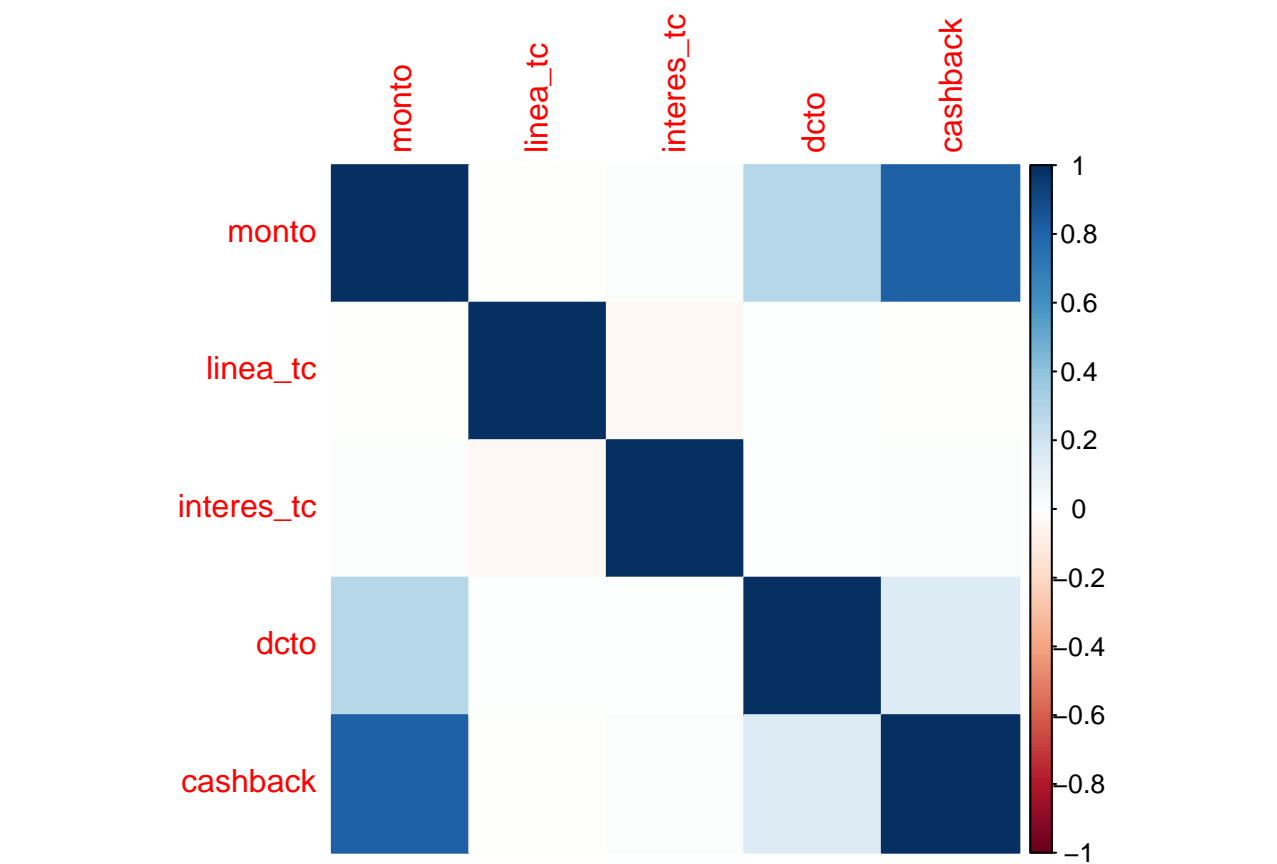 monto
linea_tc
interes_tc
dcto
cashback
monto
linea_tc
interes_tc
dcto
cashback
1
0.8
0.6
0.4
0.2
0
−0.2
−0.4
−0.6
−0.8
−1